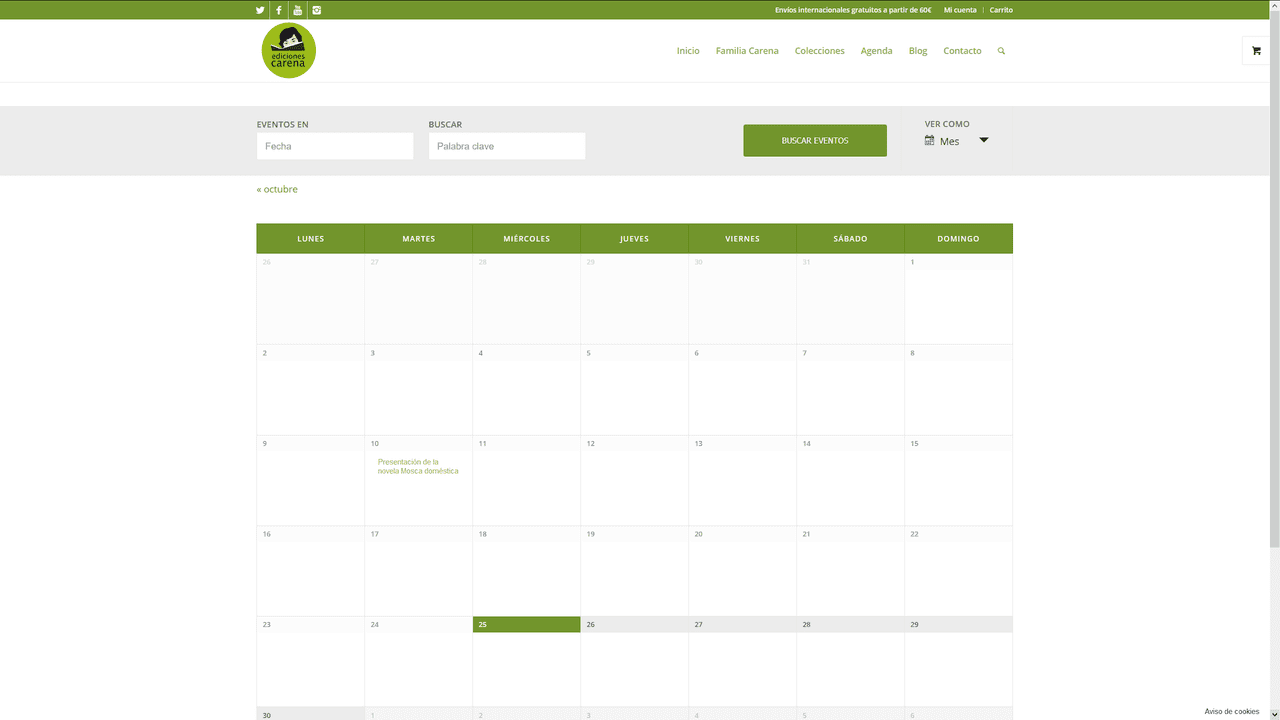 Envíos internacionales gratuitos a partir de 60€ Mi cuenta Carrito
ediciones
carena
Inicio Familia Carena Colecciones Agenda Blog Contacto
EVENTOS EN BUSCAR VER COMO
Fecha Palabra clave BUSCAR EVENTOS Mes
« octubre
LUNES MARTES MIÉRCOLES JUEVES VIERNES SÁBADO DOMINGO
26 27 28 29 30 31 1
2 3 4 5 6 7 8
9 10 11 12 13 14 15
Presentación de la
novela Mosca doméstica
16 17 18 19 20 21 22
23 24 25 26 27 28 29
30 1 2 3 4 5 6
Aviso de cookies